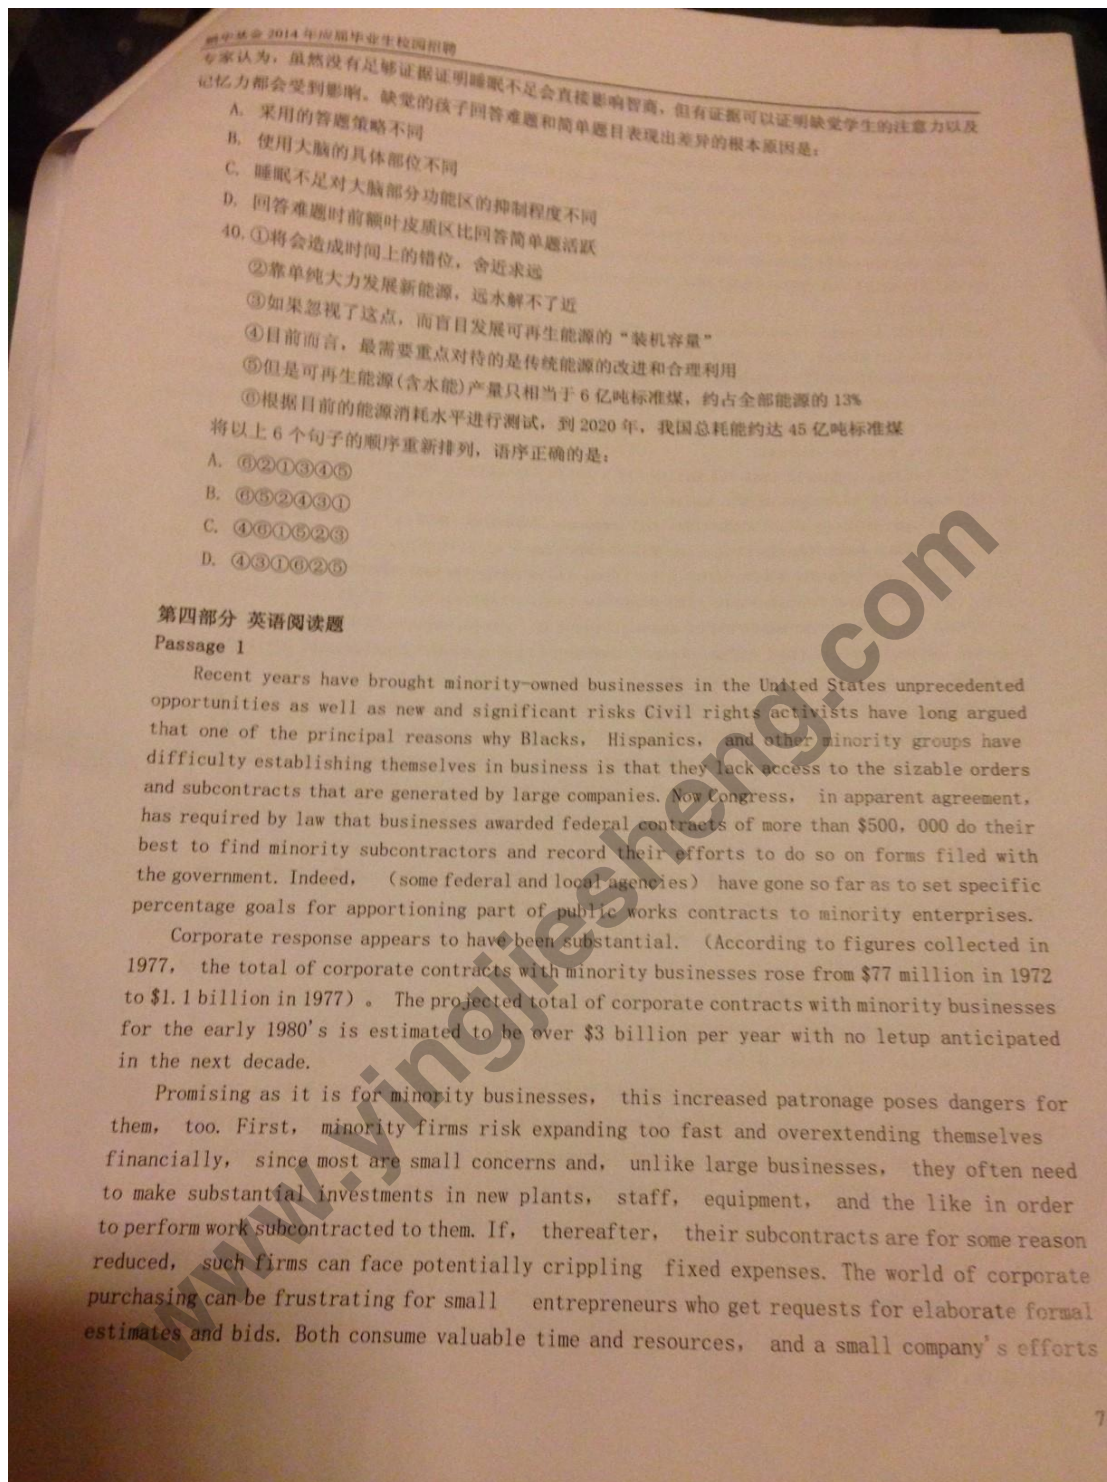 2014年应届毕业生校园招聘
专家认为，虽然没有足够证据证明睡眠不足会直接影响智商，但有证据可以证明缺觉学生的注意力以及
记忆力都会受到影响。缺觉的孩子回答难题和简单题目表现出差异的根本原因是：
A. 采用的答题策略不同
B. 使用大脑的具体部位不同
C. 睡眠不足对大脑部分功能区的抑制程度不同
D. 回答难题时前额叶皮质区比回答简单题活跃
40. ①将会造成时间上的错位，舍近求远
②靠单纯大力发展新能源，远水解不了近
③如果忽视了这点，而盲目发展可再生能源的“装机容量”
④目前而言，最需要重点对待的是传统能源的改进和合理利用
⑤但是可再生能源(含水能)产量只相当于6亿吨标准煤，约占全部能源的13%
⑥根据目前的能源消耗水平进行测试，到2020年，我国总耗能约达45亿吨标准煤
将以上6个句子的顺序重新排列，语序正确的是：
A. ⑥②①③④⑤
B. ⑥⑤②④③①
C. ④⑥①⑤②③
D. ④③①⑥②⑤
第四部分 英语阅读题
Passage 1
Recent years have brought minority-owned businesses in the United States unprecedented
opportunities as well as new and significant risks Civil rights activists have long argued
that one of the principal reasons why Blacks， Hispanics， and other minority groups have
difficulty establishing themselves in business is that they lack access to the sizable orders
and subcontracts that are generated by large companies. Now Congress， in apparent agreement，
has required by law that businesses awarded federal contracts of more than $500，000 do their
best to find minority subcontractors and record their efforts to do so on forms filed with
the government. Indeed， （some federal and local agencies） have gone so far as to set specific
percentage goals for apportioning part of public works contracts to minority enterprises.
Corporate response appears to have been substantial. （According to figures collected in
1977， the total of corporate contracts with minority businesses rose from $77 million in 1972
to $1.1 billion in 1977）。 The projected total of corporate contracts with minority businesses
for the early 1980's is estimated to be over $3 billion per year with no letup anticipated
in the next decade.
Promising as it is for minority businesses， this increased patronage poses dangers for
them， too. First， minority firms risk expanding too fast and overextending themselves
financially， since most are small concerns and， unlike large businesses， they often need
to make substantial investments in new plants， staff， equipment， and the like in order
to perform work subcontracted to them. If， thereafter， their subcontracts are for some reason
reduced， such firms can face potentially crippling fixed expenses. The world of corporate
purchasing can be frustrating for small entrepreneurs who get requests for elaborate formal
estimates and bids. Both consume valuable time and resources， and a small company's efforts
7
www.yingjiesheng.com